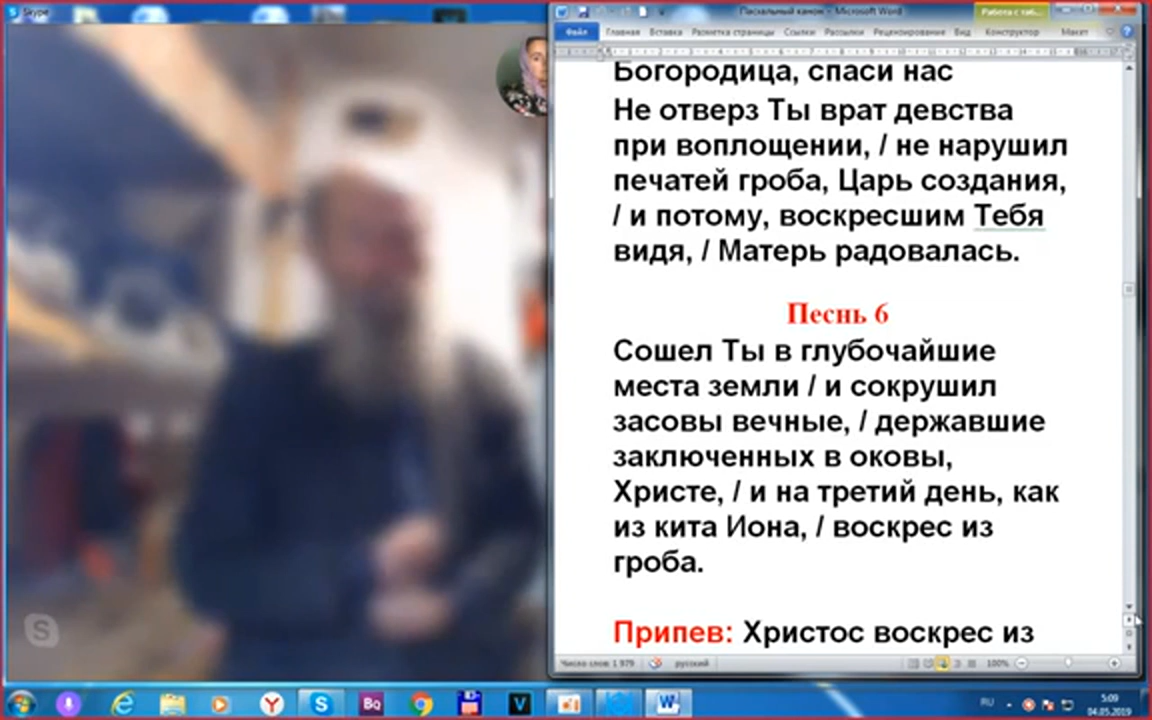 Skype
Пасхальный канон - Microsoft Word
Работа с таб...
Файл Главная Вставка Разметка страницы Ссылки Рассылки Рецензирование Вид Конструктор Макет
Богородица, спаси нас
Не отверз Ты врат девства
при воплощении, / не нарушил
печатей гроба, Царь создания,
/ и потому, воскресшим Тебя
видя, / Матерь радовалась.
Песнь 6
Сошел Ты в глубочайшие
места земли / и сокрушил
засовы вечные, / державшие
заключенных в оковы,
Христе, / и на третий день, как
из кита Иона, / воскрес из
гроба.
Припев: Христос воскрес из
Число слов: 1 979 русский 100%
RU 5:09
04.05.2019